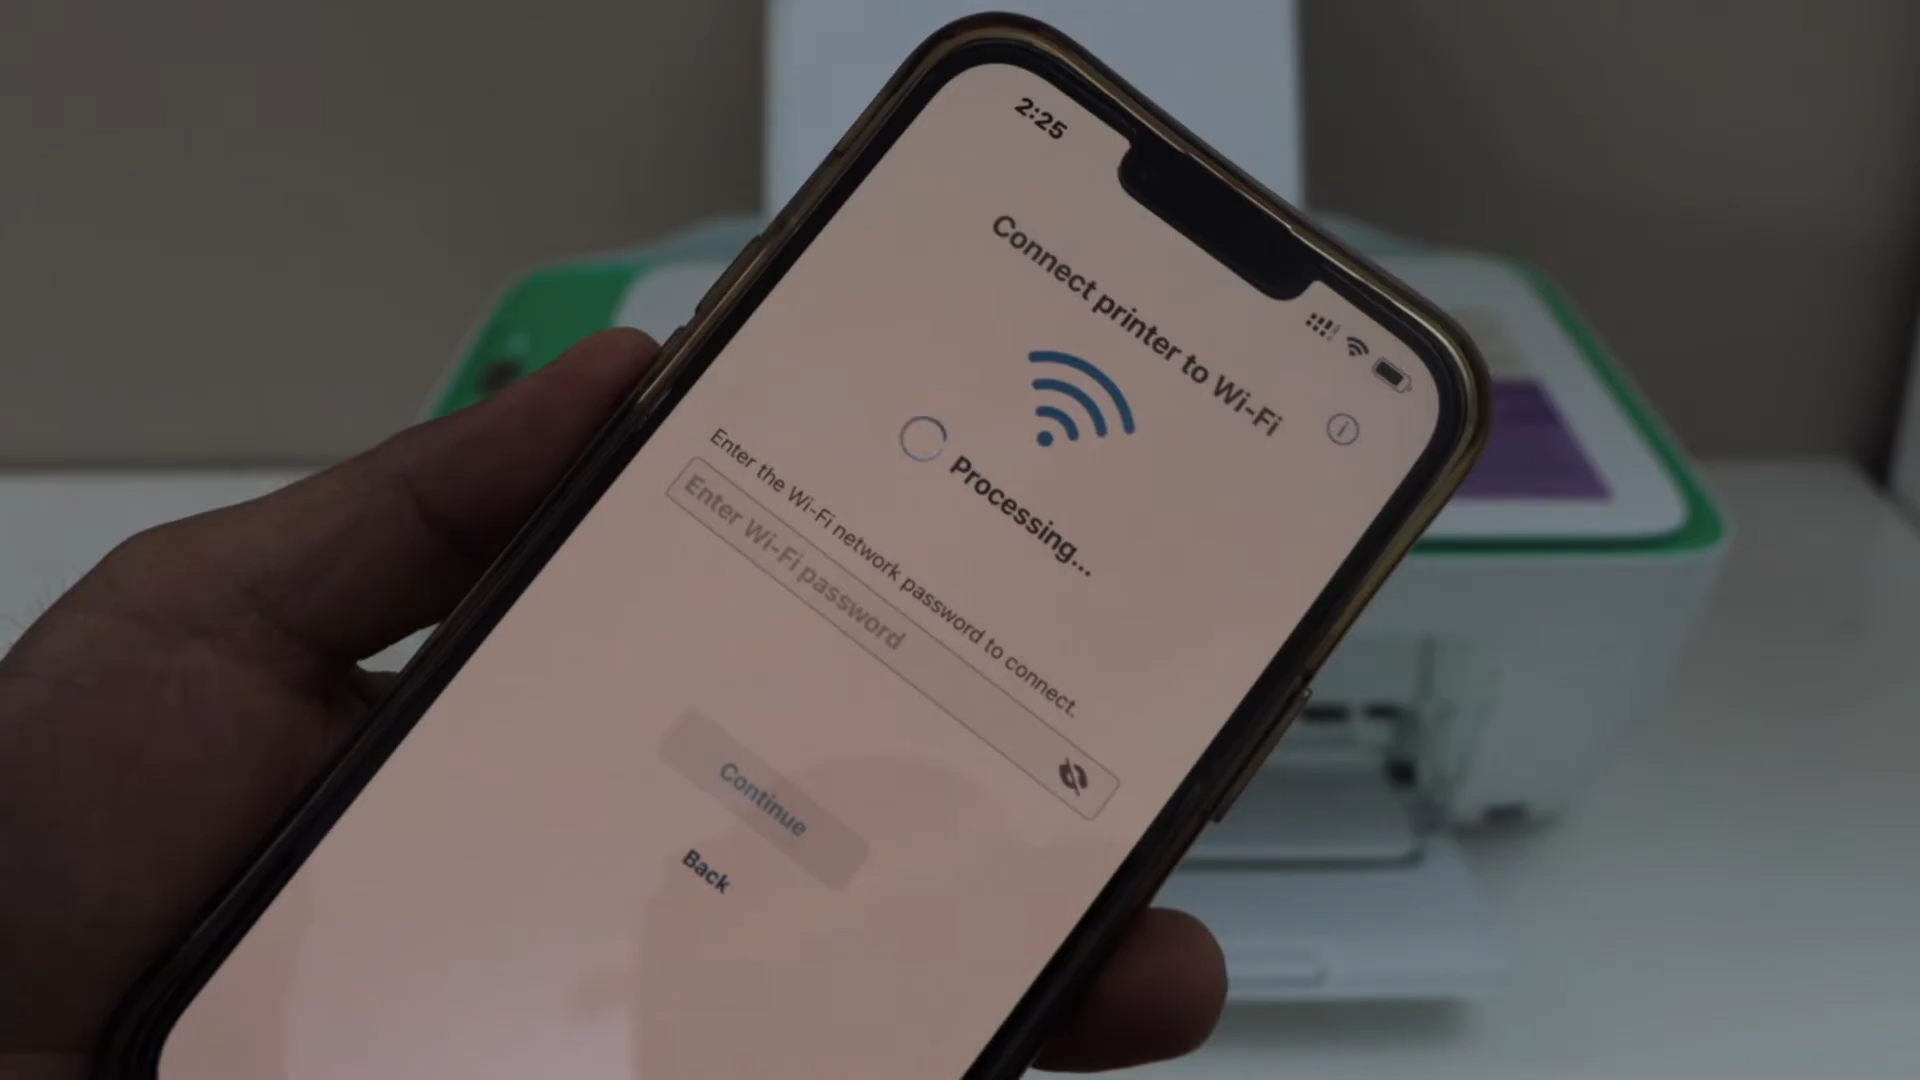 2:25
Connect printer to Wi-Fi
Processing...
Enter the Wi-Fi network password to connect.
Enter Wi-Fi password
Continue
Back